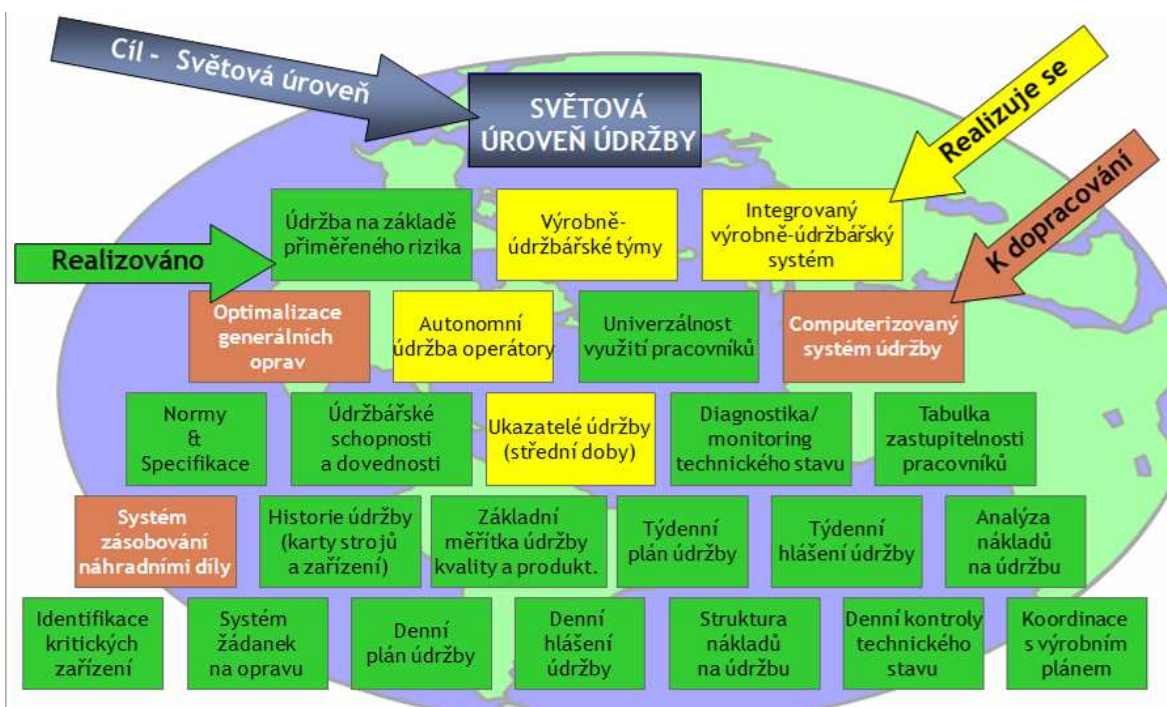 Cíl - Světová úroveň
SVĚTOVÁ
ÚROVEŇ ÚDRŽBY
Realizuje se
K dopracování
Realizováno
Údržba na základě
přiměřeného rizika
Výrobně-
údržbářské týmy
Integrovaný
výrobně-údržbářský
systém
Optimalizace
generálních
oprav
Autonomní
údržba operátory
Univerzálnost
využití pracovníků
Computerizovaný
systém údržby
Normy
&
Specifikace
Údržbářské
schopnosti
a dovednosti
Ukazatelé údržby
(střední doby)
Diagnostika/
monitoring
technického stavu
Tabulka
zastupitelnosti
pracovníků
Systém
zásobování
náhradními díly
Historie údržby
(karty strojů
a zařízení)
Základní
měřítka údržby
kvality a produkt.
Týdenní
plán údržby
Týdenní
hlášení údržby
Analýza
nákladů
na údržbu
Identifikace
kritických
zařízení
Systém
žádanek
na opravu
Denní
plán údržby
Denní
hlášení
údržby
Struktura
nákladů
na údržbu
Denní kontroly
technického
stavu
Koordinace
s výrobním
plánem